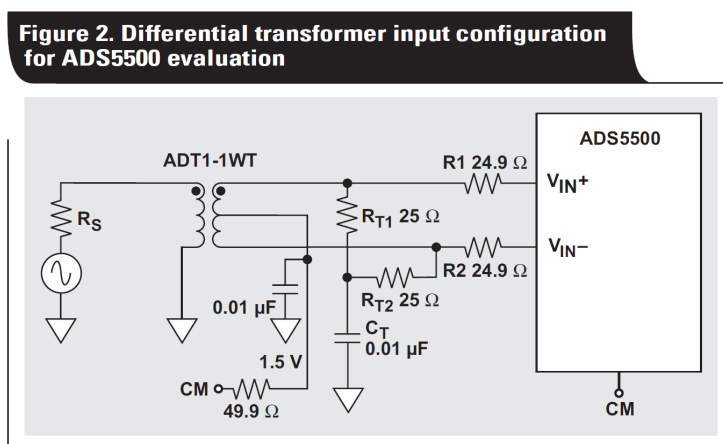 Figure 2. Differential transformer input configuration
for ADS5500 evaluation
ADS5500
ADT1-1WT
R1 24.9 Ω
VIN+
RS
RT1 25 Ω
VIN–
R2 24.9 Ω
0.01 µF
RT2 25 Ω
CT
0.01 µF
1.5 V
CM
49.9 Ω
CM